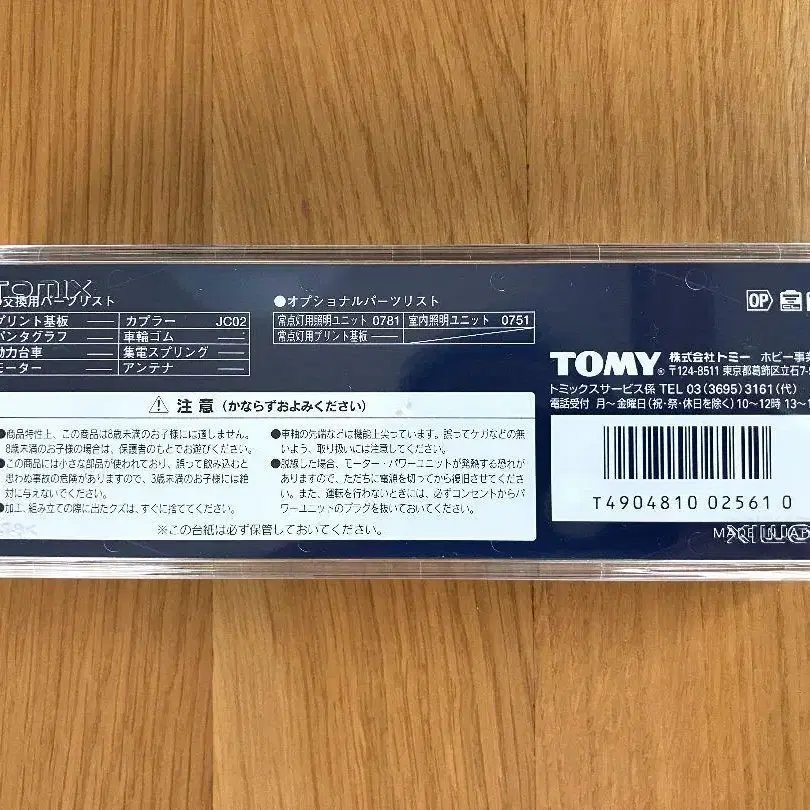 TOMIX
交換用パーツリスト
プリント基板 ―― カプラー JC02
パンタグラフ ―― 車輪ゴム ――
動力台車 ―― 集電スプリング ――
モーター ―― アンテナ ――
●オプショナルパーツリスト
常点灯用照明ユニット 0781 室内照明ユニット 0751
常点灯用プリント基板 ――
OP
TOMY® 株式会社トミー ホビー事業
〒124-8511 東京都葛飾区立石7-
トミックスサービス係 TEL 03(3695)3161(代)
電話受付 月〜金曜日(祝・祭・休日を除く)10〜12時 13〜1
⚠ 注意 (かならずおよみください)
●商品特性上、この商品は8歳未満のお子様には適しません。
8歳未満のお子様の場合は、保護者のもとでお遊びください。
●この商品には小さな部品が使われており、誤って飲み込むと
思わぬ事故の危険がありますので、3歳未満のお子様には絶
対に与えないでください。
●加工、組み立ての際に出たクズは、すぐに捨ててください。
●車軸の先端などは機能上尖っています。誤ってケガなどの無
いよう、取り扱いには注意してください。
●脱線した場合、モーター・パワーユニットが発熱する恐れが
ありますので、ただちに電源を切ってから復旧させてくださ
い。また、運転を行わないときには、必ずコンセントからパ
ワーユニットのプラグを抜いておいてください。
※この台紙は必ず保管しておいてください。
T4904810 02561 0
MADE IN JAP
TOMIX